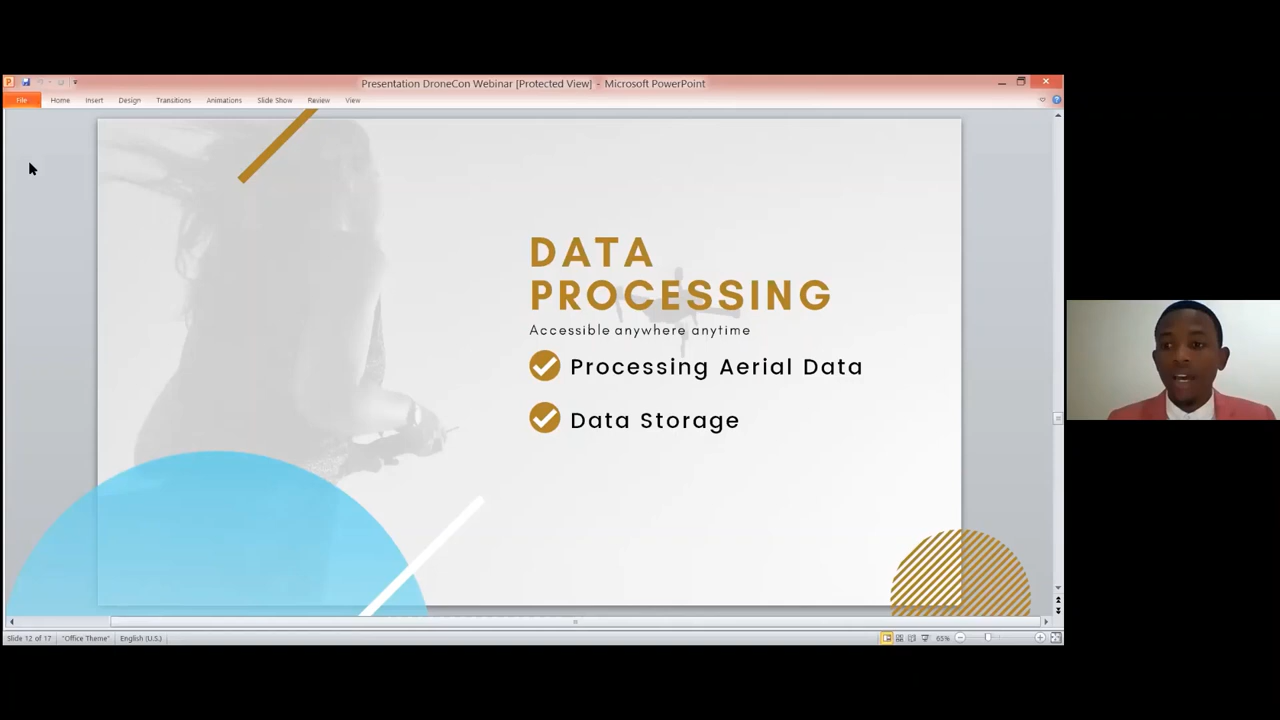 Presentation DroneCon Webinar [Protected View] - Microsoft PowerPoint
File Home Insert Design Transitions Animations Slide Show Review View
DATA
PROCESSING
Accessible anywhere anytime
Processing Aerial Data
Data Storage
Slide 12 of 17 "Office Theme" English (U.S.) 65%